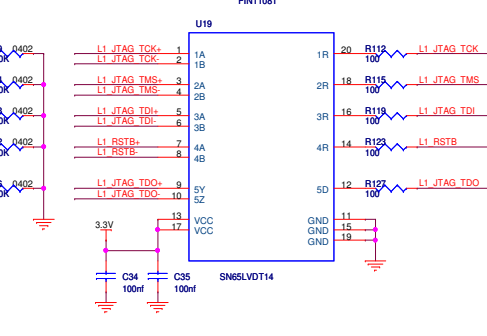 PINT1081
U19
0402
L1_JTAG_TCK+ 1 1A 1R 20 R112 L1_JTAG_TCK
L1_JTAG_TCK- 2 1B 100
0402
L1_JTAG_TMS+ 3 2A 2R 18 R115 L1_JTAG_TMS
L1_JTAG_TMS- 4 2B 100
0402
L1_JTAG_TDI+ 5 3A 3R 16 R119 L1_JTAG_TDI
L1_JTAG_TDI- 6 3B 100
0402
L1_RSTB+ 7 4A 4R 14 R123 L1_RSTB
L1_RSTB- 8 4B 100
0402
L1_JTAG_TDO+ 9 5Y 5D 12 R127 L1_JTAG_TDO
L1_JTAG_TDO- 10 5Z 100
3.3V
13 VCC GND 11
17 VCC GND 15
GND 19
C34 C35 SN65LVDT14
100nf 100nf